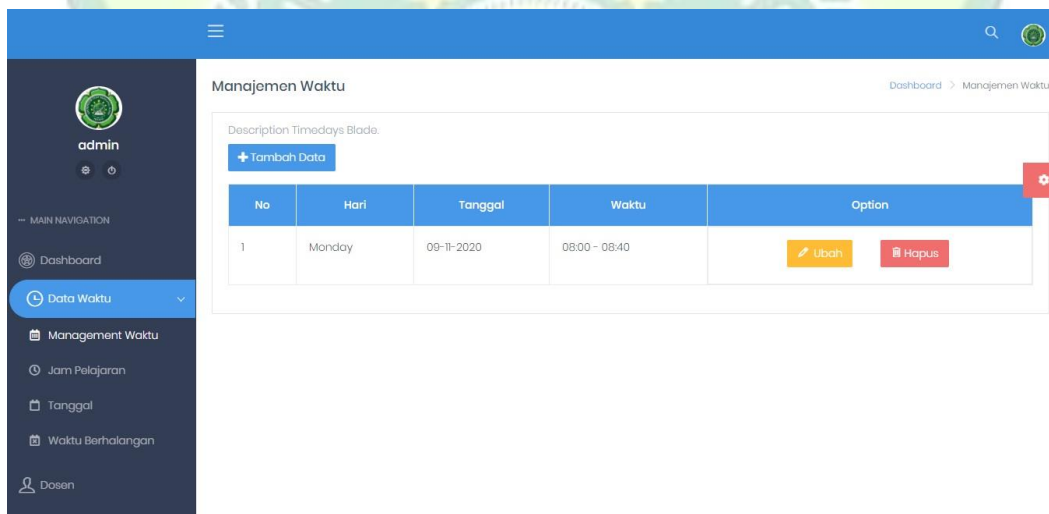 Manajemen Waktu
Dashboard > Manajemen Waktu
admin
Description Timedays Blade.
Tambah Data
No Hari Tanggal Waktu Option
1 Monday 09-11-2020 08:00 - 08:40 Ubah Hapus
--- MAIN NAVIGATION
Dashboard
Data Waktu
Management Waktu
Jam Pelajaran
Tanggal
Waktu Berhalangan
Dosen